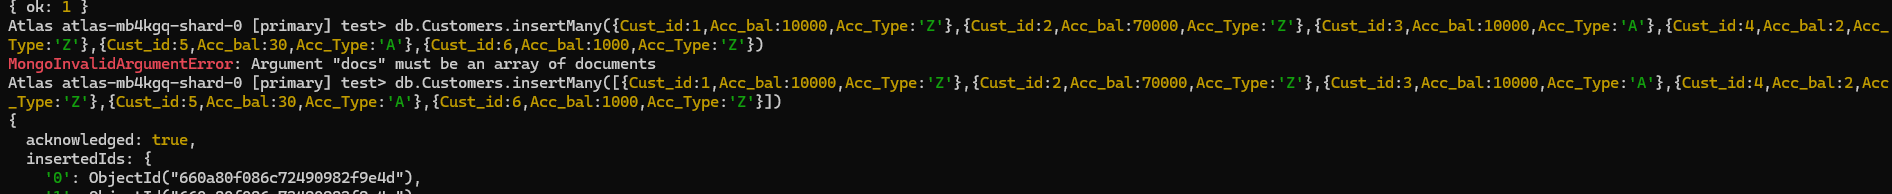 { ok: 1 }
Atlas atlas-mb4kgq-shard-0 [primary] test> db.Customers.insertMany({Cust_id:1,Acc_bal:10000,Acc_Type:'Z'},{Cust_id:2,Acc_bal:70000,Acc_Type:'Z'},{Cust_id:3,Acc_bal:10000,Acc_Type:'A'},{Cust_id:4,Acc_bal:2,Acc_
Type:'Z'},{Cust_id:5,Acc_bal:30,Acc_Type:'A'},{Cust_id:6,Acc_bal:1000,Acc_Type:'Z'})
MongoInvalidArgumentError: Argument "docs" must be an array of documents
Atlas atlas-mb4kgq-shard-0 [primary] test> db.Customers.insertMany([{Cust_id:1,Acc_bal:10000,Acc_Type:'Z'},{Cust_id:2,Acc_bal:70000,Acc_Type:'Z'},{Cust_id:3,Acc_bal:10000,Acc_Type:'A'},{Cust_id:4,Acc_bal:2,Acc
_Type:'Z'},{Cust_id:5,Acc_bal:30,Acc_Type:'A'},{Cust_id:6,Acc_bal:1000,Acc_Type:'Z'}])
{
  acknowledged: true,
  insertedIds: {
    '0': ObjectId("660a80f086c72490982f9e4d"),